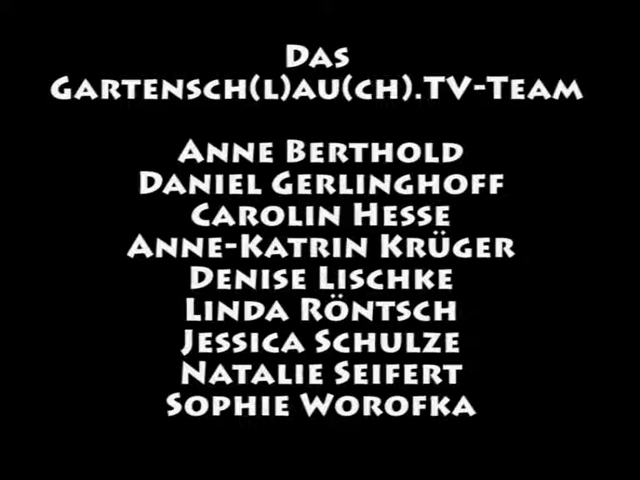 Das
Gartensch(l)au(ch).TV-Team
Anne Berthold
Daniel Gerlinghoff
Carolin Hesse
Anne-Katrin Krüger
Denise Lischke
Linda Röntsch
Jessica Schulze
Natalie Seifert
Sophie Worofka